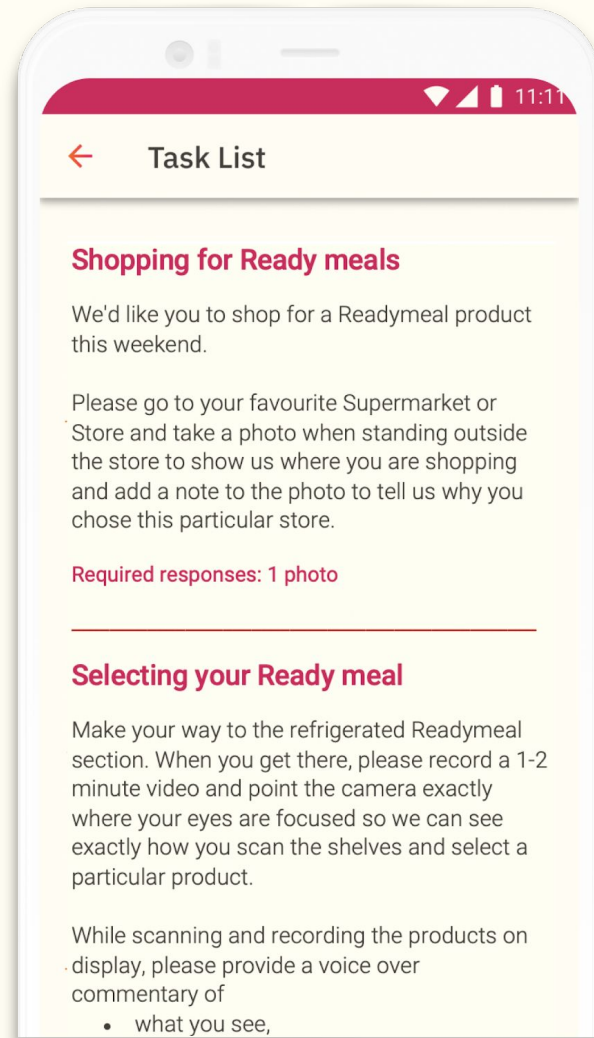 11:11
Task List
Shopping for Ready meals
We'd like you to shop for a Readymeal product
this weekend.
Please go to your favourite Supermarket or
Store and take a photo when standing outside
the store to show us where you are shopping
and add a note to the photo to tell us why you
chose this particular store.
Required responses: 1 photo
Selecting your Ready meal
Make your way to the refrigerated Readymeal
section. When you get there, please record a 1-2
minute video and point the camera exactly
where your eyes are focused so we can see
exactly how you scan the shelves and select a
particular product.
While scanning and recording the products on
display, please provide a voice over
commentary of
• what you see,